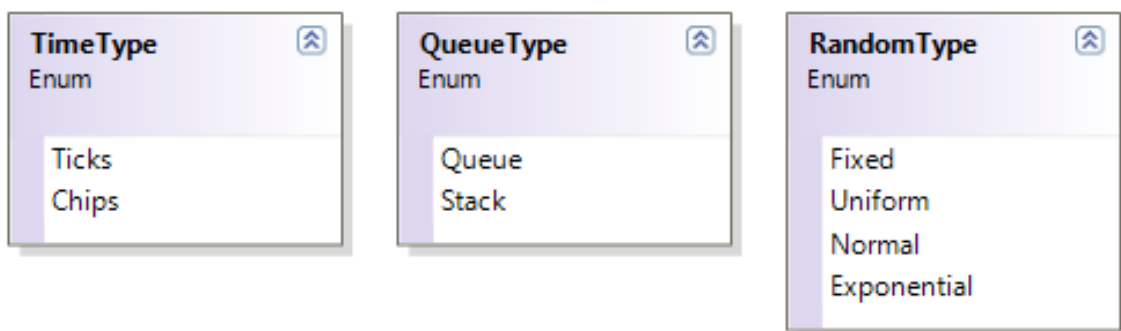 TimeType
Enum
Ticks
Chips
QueueType
Enum
Queue
Stack
RandomType
Enum
Fixed
Uniform
Normal
Exponential